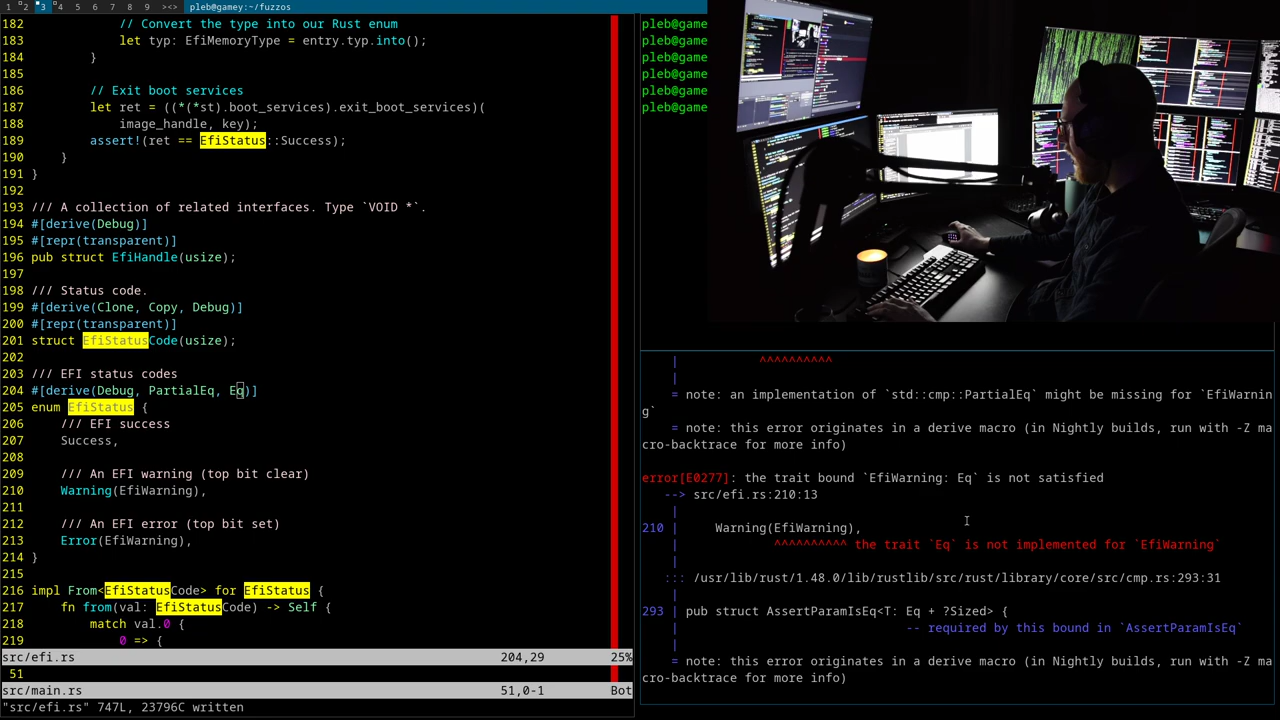 1 2 3 4 5 6 7 8 9 ><> pleb@gamey:~/fuzzos
182             // Convert the type into our Rust enum
183             let typ: EfiMemoryType = entry.typ.into();
184         }
185
186         // Exit boot services
187         let ret = ((*(*st).boot_services).exit_boot_services)(
188             image_handle, key);
189         assert!(ret == EfiStatus::Success);
190     }
191 }
192
193 /// A collection of related interfaces. Type `VOID *`.
194 #[derive(Debug)]
195 #[repr(transparent)]
196 pub struct EfiHandle(usize);
197
198 /// Status code.
199 #[derive(Clone, Copy, Debug)]
200 #[repr(transparent)]
201 struct EfiStatusCode(usize);
202
203 /// EFI status codes
204 #[derive(Debug, PartialEq, Eq)]
205 enum EfiStatus {
206     /// EFI success
207     Success,
208
209     /// An EFI warning (top bit clear)
210     Warning(EfiWarning),
211
212     /// An EFI error (top bit set)
213     Error(EfiWarning),
214 }
215
216 impl From<EfiStatusCode> for EfiStatus {
217     fn from(val: EfiStatusCode) -> Self {
218         match val.0 {
219             0 => {
src/efi.rs 204,29 25%
51
src/main.rs 51,0-1 Bot
"src/efi.rs" 747L, 23796C written
pleb@game
pleb@game
pleb@game
pleb@game
pleb@game
pleb@game
    |           ^^^^^^^^^^
    |
    = note: an implementation of `std::cmp::PartialEq` might be missing for `EfiWarnin
g`
    = note: this error originates in a derive macro (in Nightly builds, run with -Z ma
cro-backtrace for more info)
error[E0277]: the trait bound `EfiWarning: Eq` is not satisfied
   --> src/efi.rs:210:13
    |
210 |     Warning(EfiWarning),
    |             ^^^^^^^^^^ the trait `Eq` is not implemented for `EfiWarning`
    |
   ::: /usr/lib/rust/1.48.0/lib/rustlib/src/rust/library/core/src/cmp.rs:293:31
    |
293 | pub struct AssertParamIsEq<T: Eq + ?Sized> {
    |                               -- required by this bound in `AssertParamIsEq`
    |
    = note: this error originates in a derive macro (in Nightly builds, run with -Z ma
cro-backtrace for more info)